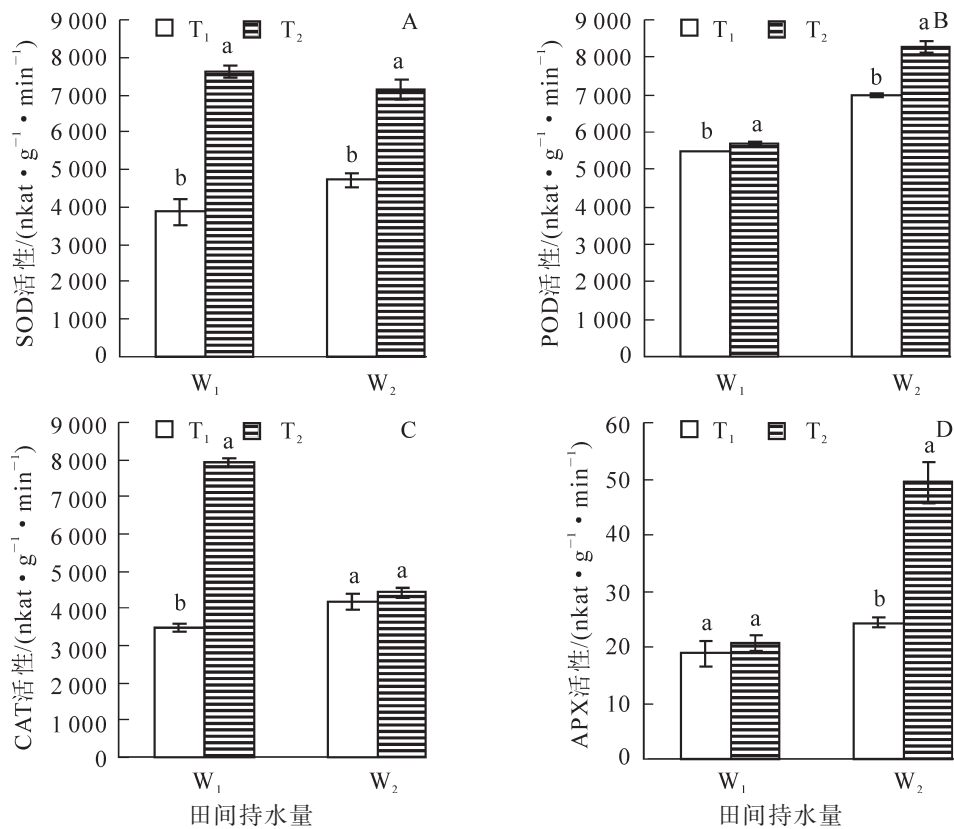 SOD活性/(nkat·g⁻¹·min⁻¹)
9 000
8 000
7 000
6 000
5 000
4 000
3 000
2 000
1 000
0
T₁ T₂ A
b a b a
W₁ W₂
POD活性/(nkat·g⁻¹·min⁻¹)
9 000
8 000
7 000
6 000
5 000
4 000
3 000
2 000
1 000
0
T₁ T₂ B
b a b a
W₁ W₂
CAT活性/(nkat·g⁻¹·min⁻¹)
9 000
8 000
7 000
6 000
5 000
4 000
3 000
2 000
1 000
0
T₁ T₂ C
b a a a
W₁ W₂
田间持水量
APX活性/(nkat·g⁻¹·min⁻¹)
60
50
40
30
20
10
0
T₁ T₂ D
a a b a
W₁ W₂
田间持水量